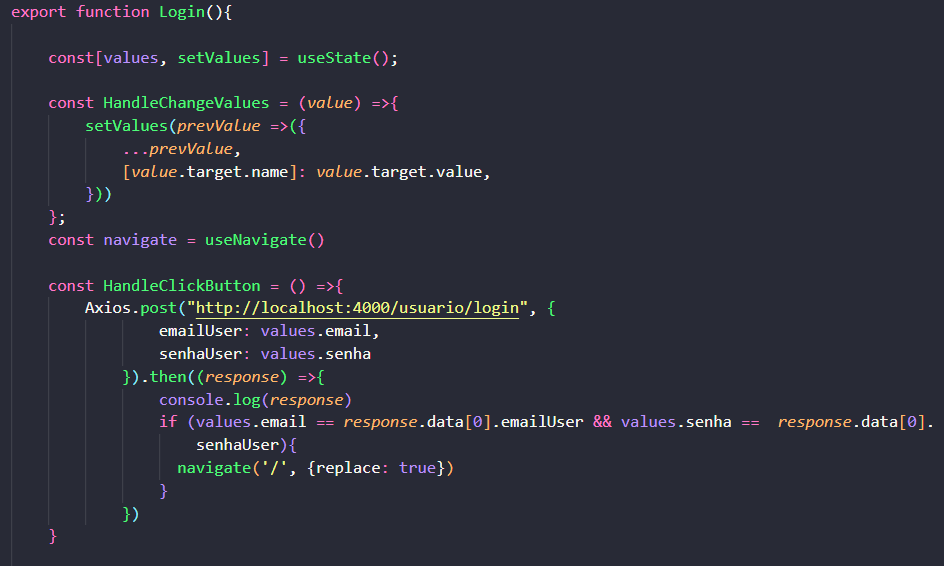 export function Login(){
const[values, setValues] = useState();
const HandleChangeValues = (value) =>{
setValues(prevValue =>({
...prevValue,
[value.target.name]: value.target.value,
}))
};
const navigate = useNavigate()
const HandleClickButton = () =>{
Axios.post("http://localhost:4000/usuario/login", {
emailUser: values.email,
senhaUser: values.senha
}).then((response) =>{
console.log(response)
if (values.email == response.data[0].emailUser && values.senha ==  response.data[0].
senhaUser){
navigate('/', {replace: true})
}
})
}